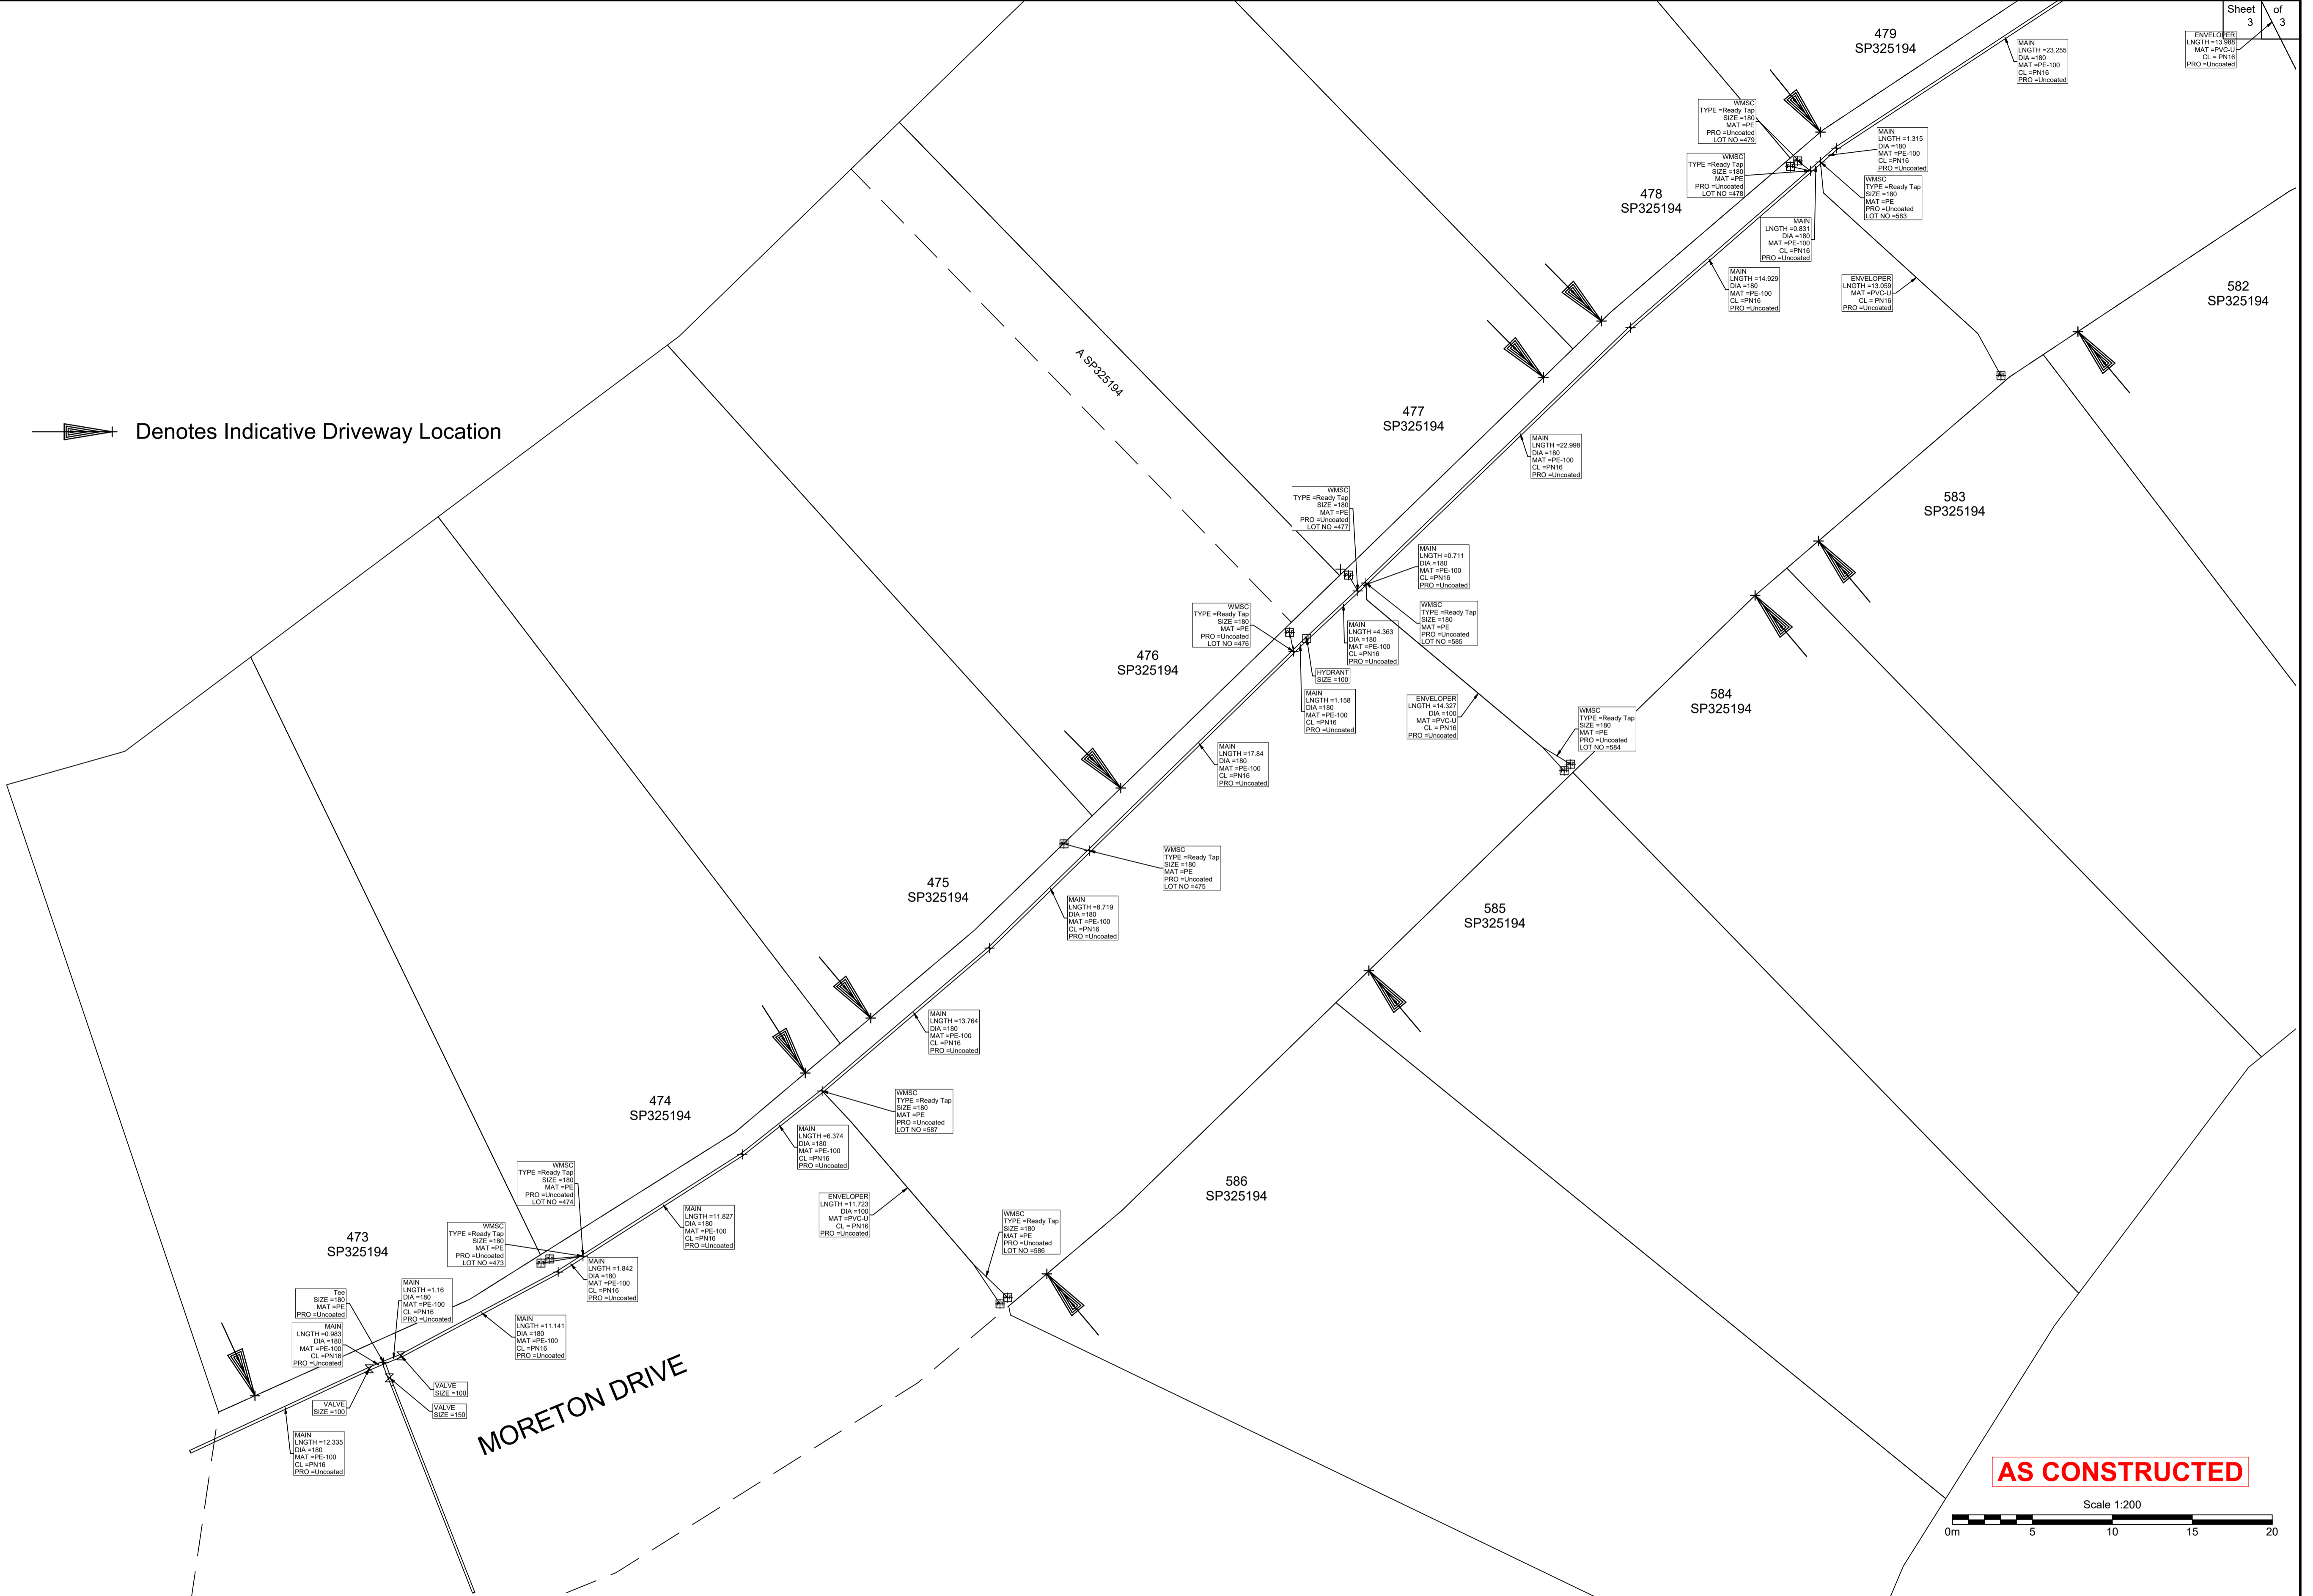 Sheet of
3 3
ENVELOPER
LNGTH =13.988
MAT =PVC-U
CL = PN16
PRO =Uncoated
479
SP325194
MAIN
LNGTH =23.255
DIA =180
MAT =PE-100
CL =PN16
PRO =Uncoated
WMSC
TYPE =Ready Tap
SIZE =180
MAT =PE
PRO =Uncoated
LOT NO =479
MAIN
LNGTH =1.315
DIA =180
MAT =PE-100
CL =PN16
PRO =Uncoated
WMSC
TYPE =Ready Tap
SIZE =180
MAT =PE
PRO =Uncoated
LOT NO =478
WMSC
TYPE =Ready Tap
SIZE =180
MAT =PE
PRO =Uncoated
LOT NO =583
478
SP325194
MAIN
LNGTH =0.831
DIA =180
MAT =PE-100
CL =PN16
PRO =Uncoated
MAIN
LNGTH =14.929
DIA =180
MAT =PE-100
CL =PN16
PRO =Uncoated
ENVELOPER
LNGTH =13.059
MAT =PVC-U
CL = PN16
PRO =Uncoated
582
SP325194
A SP325194
Denotes Indicative Driveway Location
477
SP325194
MAIN
LNGTH =22.998
DIA =180
MAT =PE-100
CL =PN16
PRO =Uncoated
WMSC
TYPE =Ready Tap
SIZE =180
MAT =PE
PRO =Uncoated
LOT NO =477
583
SP325194
MAIN
LNGTH =0.711
DIA =180
MAT =PE-100
CL =PN16
PRO =Uncoated
WMSC
TYPE =Ready Tap
SIZE =180
MAT =PE
PRO =Uncoated
LOT NO =476
WMSC
TYPE =Ready Tap
SIZE =180
MAT =PE
PRO =Uncoated
LOT NO =585
MAIN
LNGTH =4.363
DIA =180
MAT =PE-100
CL =PN16
PRO =Uncoated
476
SP325194
HYDRANT
SIZE =100
MAIN
LNGTH =1.158
DIA =180
MAT =PE-100
CL =PN16
PRO =Uncoated
ENVELOPER
LNGTH =14.327
DIA =100
MAT =PVC-U
CL = PN16
PRO =Uncoated
584
SP325194
WMSC
TYPE =Ready Tap
SIZE =180
MAT =PE
PRO =Uncoated
LOT NO =584
MAIN
LNGTH =17.84
DIA =180
MAT =PE-100
CL =PN16
PRO =Uncoated
WMSC
TYPE =Ready Tap
SIZE =180
MAT =PE
PRO =Uncoated
LOT NO =475
475
SP325194
MAIN
LNGTH =8.719
DIA =180
MAT =PE-100
CL =PN16
PRO =Uncoated
585
SP325194
MAIN
LNGTH =13.764
DIA =180
MAT =PE-100
CL =PN16
PRO =Uncoated
474
SP325194
WMSC
TYPE =Ready Tap
SIZE =180
MAT =PE
PRO =Uncoated
LOT NO =587
MAIN
LNGTH =6.374
DIA =180
MAT =PE-100
CL =PN16
PRO =Uncoated
WMSC
TYPE =Ready Tap
SIZE =180
MAT =PE
PRO =Uncoated
LOT NO =474
586
SP325194
ENVELOPER
LNGTH =11.723
DIA =100
MAT =PVC-U
CL = PN16
PRO =Uncoated
MAIN
LNGTH =11.827
DIA =180
MAT =PE-100
CL =PN16
PRO =Uncoated
WMSC
TYPE =Ready Tap
SIZE =180
MAT =PE
PRO =Uncoated
LOT NO =586
473
SP325194
WMSC
TYPE =Ready Tap
SIZE =180
MAT =PE
PRO =Uncoated
LOT NO =473
MAIN
LNGTH =1.842
DIA =180
MAT =PE-100
CL =PN16
PRO =Uncoated
Tee
SIZE =180
MAT =PE
PRO =Uncoated
MAIN
LNGTH =1.16
DIA =180
MAT =PE-100
CL =PN16
PRO =Uncoated
MAIN
LNGTH =0.983
DIA =180
MAT =PE-100
CL =PN16
PRO =Uncoated
MAIN
LNGTH =11.141
DIA =180
MAT =PE-100
CL =PN16
PRO =Uncoated
VALVE
SIZE =100
VALVE
SIZE =100
VALVE
SIZE =150
MORETON DRIVE
MAIN
LNGTH =12.335
DIA =180
MAT =PE-100
CL =PN16
PRO =Uncoated
AS CONSTRUCTED
Scale 1:200
0m 5 10 15 20